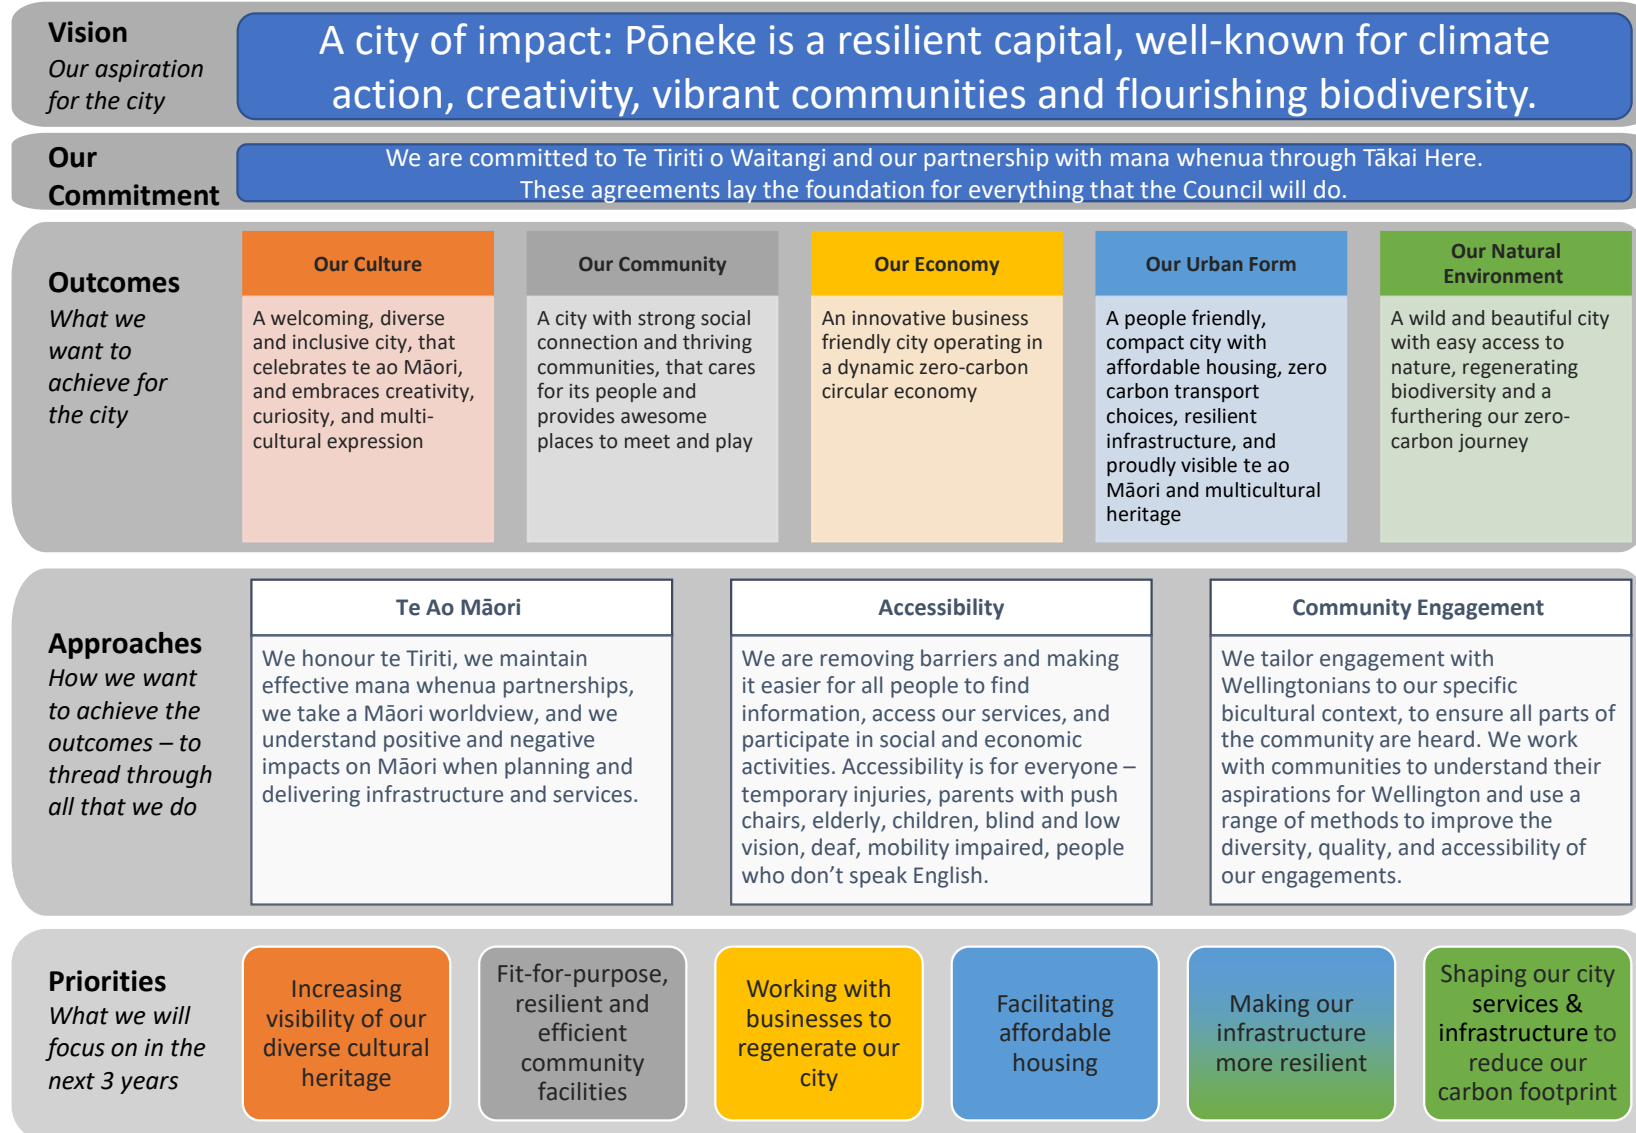 Vision
Our aspiration
for the city
A city of impact: Pōneke is a resilient capital, well-known for climate
action, creativity, vibrant communities and flourishing biodiversity.
Our
Commitment
We are committed to Te Tiriti o Waitangi and our partnership with mana whenua through Tākai Here.
These agreements lay the foundation for everything that the Council will do.
Outcomes
What we
want to
achieve for
the city
Our Culture
A welcoming, diverse
and inclusive city, that
celebrates te ao Māori,
and embraces creativity,
curiosity, and multi-
cultural expression
Our Community
A city with strong social
connection and thriving
communities, that cares
for its people and
provides awesome
places to meet and play
Our Economy
An innovative business
friendly city operating in
a dynamic zero-carbon
circular economy
Our Urban Form
A people friendly,
compact city with
affordable housing, zero
carbon transport
choices, resilient
infrastructure, and
proudly visible te ao
Māori and multicultural
heritage
Our Natural
Environment
A wild and beautiful city
with easy access to
nature, regenerating
biodiversity and a
furthering our zero-
carbon journey
Approaches
How we want
to achieve the
outcomes – to
thread through
all that we do
Te Ao Māori
We honour te Tiriti, we maintain
effective mana whenua partnerships,
we take a Māori worldview, and we
understand positive and negative
impacts on Māori when planning and
delivering infrastructure and services.
Accessibility
We are removing barriers and making
it easier for all people to find
information, access our services, and
participate in social and economic
activities. Accessibility is for everyone –
temporary injuries, parents with push
chairs, elderly, children, blind and low
vision, deaf, mobility impaired, people
who don’t speak English.
Community Engagement
We tailor engagement with
Wellingtonians to our specific
bicultural context, to ensure all parts of
the community are heard. We work
with communities to understand their
aspirations for Wellington and use a
range of methods to improve the
diversity, quality, and accessibility of
our engagements.
Priorities
What we will
focus on in the
next 3 years
Increasing
visibility of our
diverse cultural
heritage
Fit-for-purpose,
resilient and
efficient
community
facilities
Working with
businesses to
regenerate our
city
Facilitating
affordable
housing
Making our
infrastructure
more resilient
Shaping our city
services &
infrastructure to
reduce our
carbon footprint